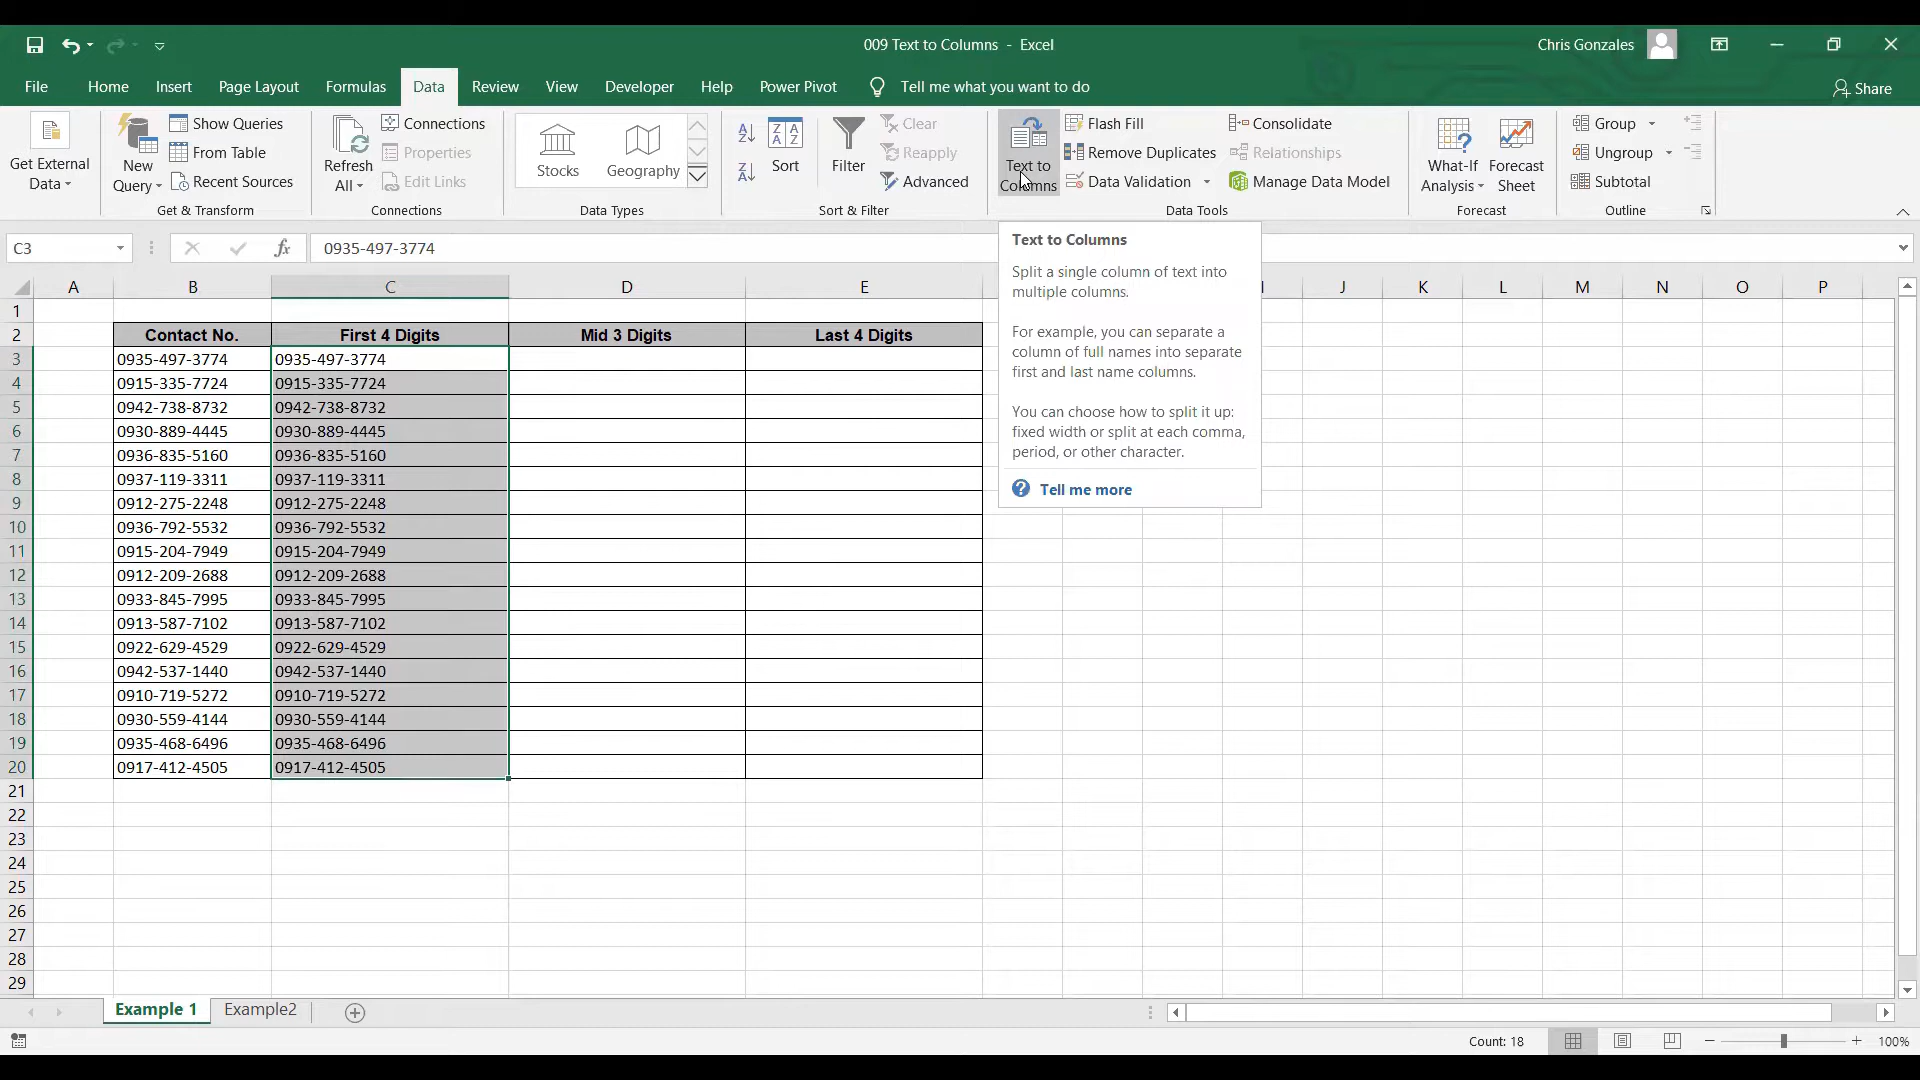 009 Text to Columns - Excel
Chris Gonzales
File Home Insert Page Layout Formulas Data Review View Developer Help Power Pivot Tell me what you want to do
Share
Get External Data
New Query
Show Queries
From Table
Recent Sources
Get & Transform
Refresh All
Connections
Properties
Edit Links
Connections
Stocks
Geography
Data Types
Sort
Filter
Clear
Reapply
Advanced
Sort & Filter
Text to Columns
Flash Fill
Remove Duplicates
Data Validation
Consolidate
Relationships
Manage Data Model
Data Tools
What-If Analysis
Forecast Sheet
Forecast
Group
Ungroup
Subtotal
Outline
C3
fx
0935-497-3774
Text to Columns
Split a single column of text into
multiple columns.
For example, you can separate a
column of full names into separate
first and last name columns.
You can choose how to split it up:
fixed width or split at each comma,
period, or other character.
Tell me more
A B C D E I J K L M N O P
1
2 Contact No. First 4 Digits Mid 3 Digits Last 4 Digits
3 0935-497-3774 0935-497-3774
4 0915-335-7724 0915-335-7724
5 0942-738-8732 0942-738-8732
6 0930-889-4445 0930-889-4445
7 0936-835-5160 0936-835-5160
8 0937-119-3311 0937-119-3311
9 0912-275-2248 0912-275-2248
10 0936-792-5532 0936-792-5532
11 0915-204-7949 0915-204-7949
12 0912-209-2688 0912-209-2688
13 0933-845-7995 0933-845-7995
14 0913-587-7102 0913-587-7102
15 0922-629-4529 0922-629-4529
16 0942-537-1440 0942-537-1440
17 0910-719-5272 0910-719-5272
18 0930-559-4144 0930-559-4144
19 0935-468-6496 0935-468-6496
20 0917-412-4505 0917-412-4505
21
22
23
24
25
26
27
28
29
Example 1 Example2
Count: 18
100%